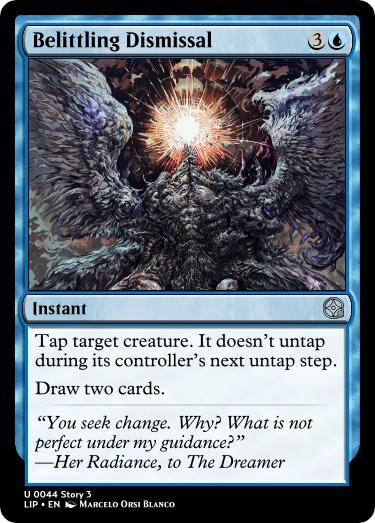 Belittling Dismissal 3
Instant
Tap target creature. It doesn't untap
during its controller's next untap step.
Draw two cards.
“You seek change. Why? What is
not perfect under my guidance?”
—Her Radiance, to The Dreamer
U 0044 Story 3
LIP • EN Marcelo Orsi Blanco